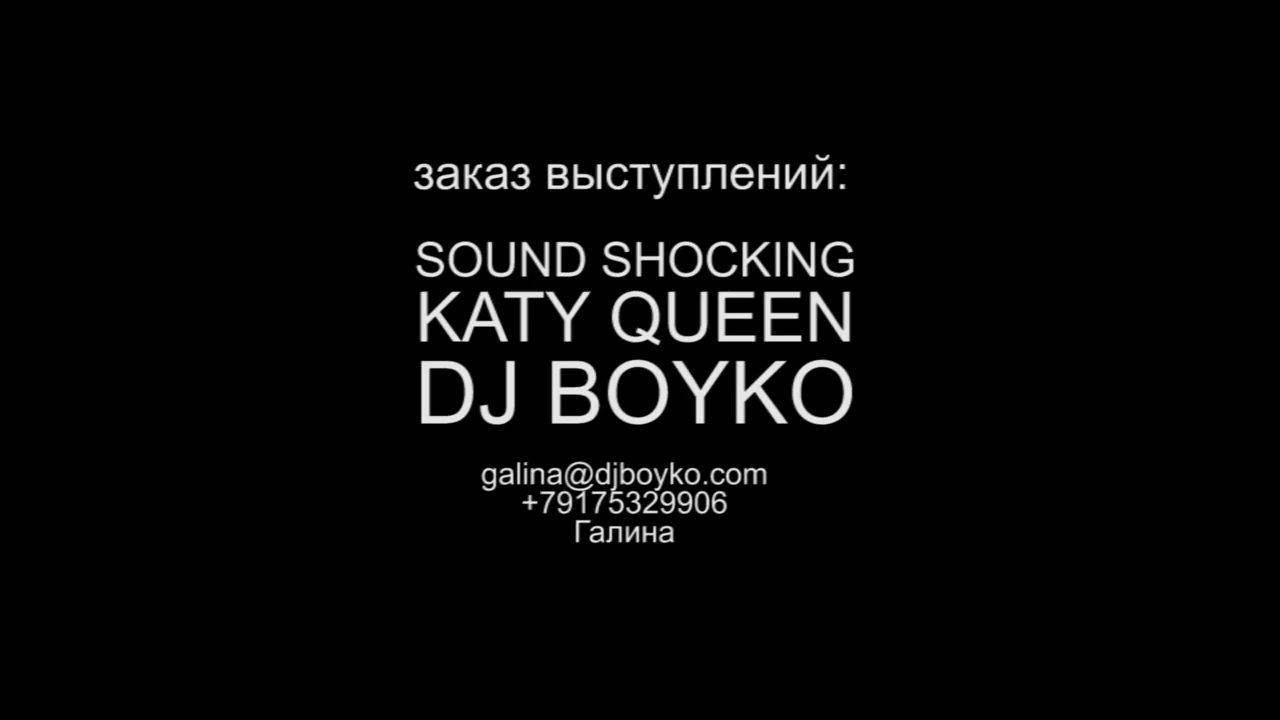 заказ выступлений:
SOUND SHOCKING
KATY QUEEN
DJ BOYKO
galina@djboyko.com
+79175329906
Галина